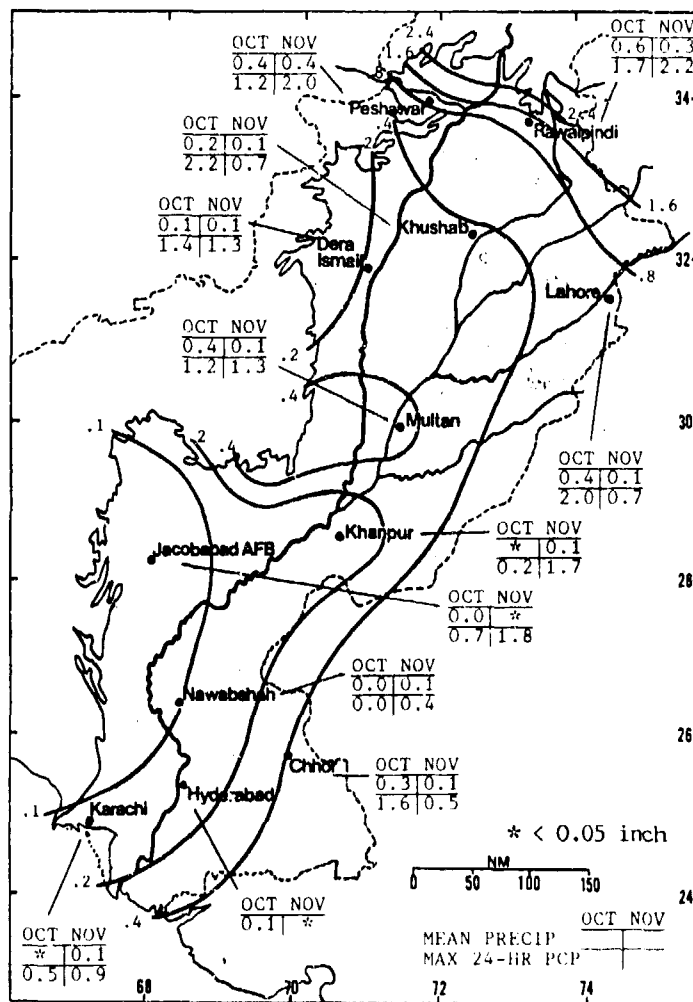 OCT NOV
0.4 0.4
1.2 2.0
OCT NOV
0.6 0.3
1.7 2.2
2.4
1.6
.8
.4
.2
34
Peshawar
Rawalpindi
2.4
1.6
.8
OCT NOV
0.2 0.1
2.2 0.7
OCT NOV
0.1 0.1
1.4 1.3
Dera
Ismail
Khushab
32
Lahore
OCT NOV
0.4 0.1
1.2 1.3
.2
.4
30
Multan
.1
.2
.4
OCT NOV
0.4 0.1
2.0 0.7
Jacobabad AFB
Khanpur
OCT NOV
* 0.1
0.2 1.7
28
OCT NOV
0.0 *
0.7 1.8
Nawabahah
OCT NOV
0.0 0.1
0.0 0.4
26
Chhor
OCT NOV
0.3 0.1
1.6 0.5
.1
Karachi
Hyderabad
* < 0.05 inch
NM
0 50 100 150
24
.2
.4
OCT NOV
0.1 *
OCT NOV
* 0.1
0.5 0.9
MEAN PRECIP
MAX 24-HR PCP
OCT NOV
68 70 72 74